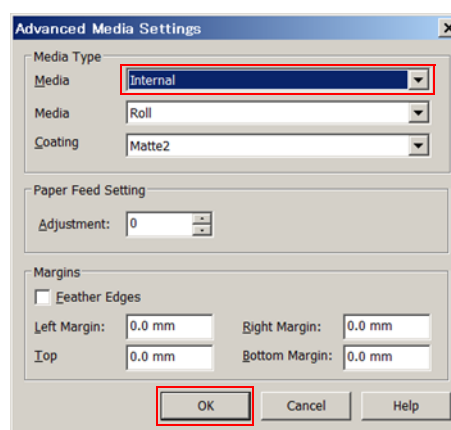 Advanced Media Settings
Media Type
Media Internal
Media Roll
Coating Matte2
Paper Feed Setting
Adjustment: 0
Margins
Feather Edges
Left Margin: 0.0 mm Right Margin: 0.0 mm
Top 0.0 mm Bottom Margin: 0.0 mm
OK Cancel Help